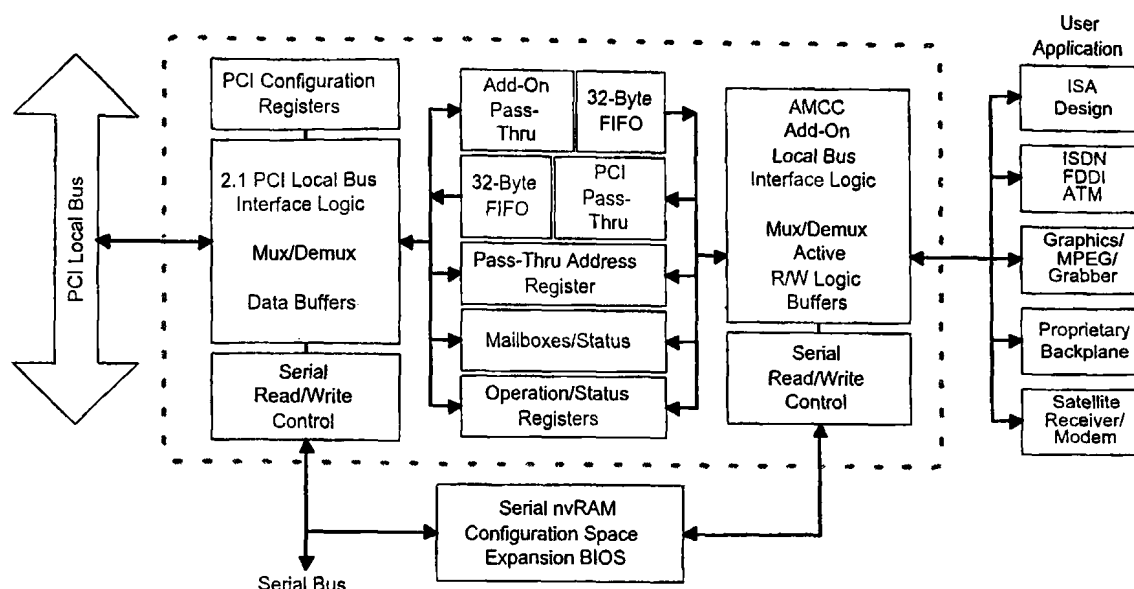 User
Application
PCI Local Bus
PCI Configuration
Registers
2.1 PCI Local Bus
Interface Logic
Mux/Demux
Data Buffers
Serial
Read/Write
Control
Add-On
Pass-
Thru
32-Byte
FIFO
32-Byte
FIFO
PCI
Pass-
Thru
Pass-Thru Address
Register
Mailboxes/Status
Operation/Status
Registers
AMCC
Add-On
Local Bus
Interface Logic
Mux/Demux
Active
R/W Logic
Buffers
Serial
Read/Write
Control
ISA
Design
ISDN
FDDI
ATM
Graphics/
MPEG/
Grabber
Proprietary
Backplane
Satellite
Receiver/
Modem
Serial nvRAM
Configuration Space
Expansion BIOS
Serial Bus